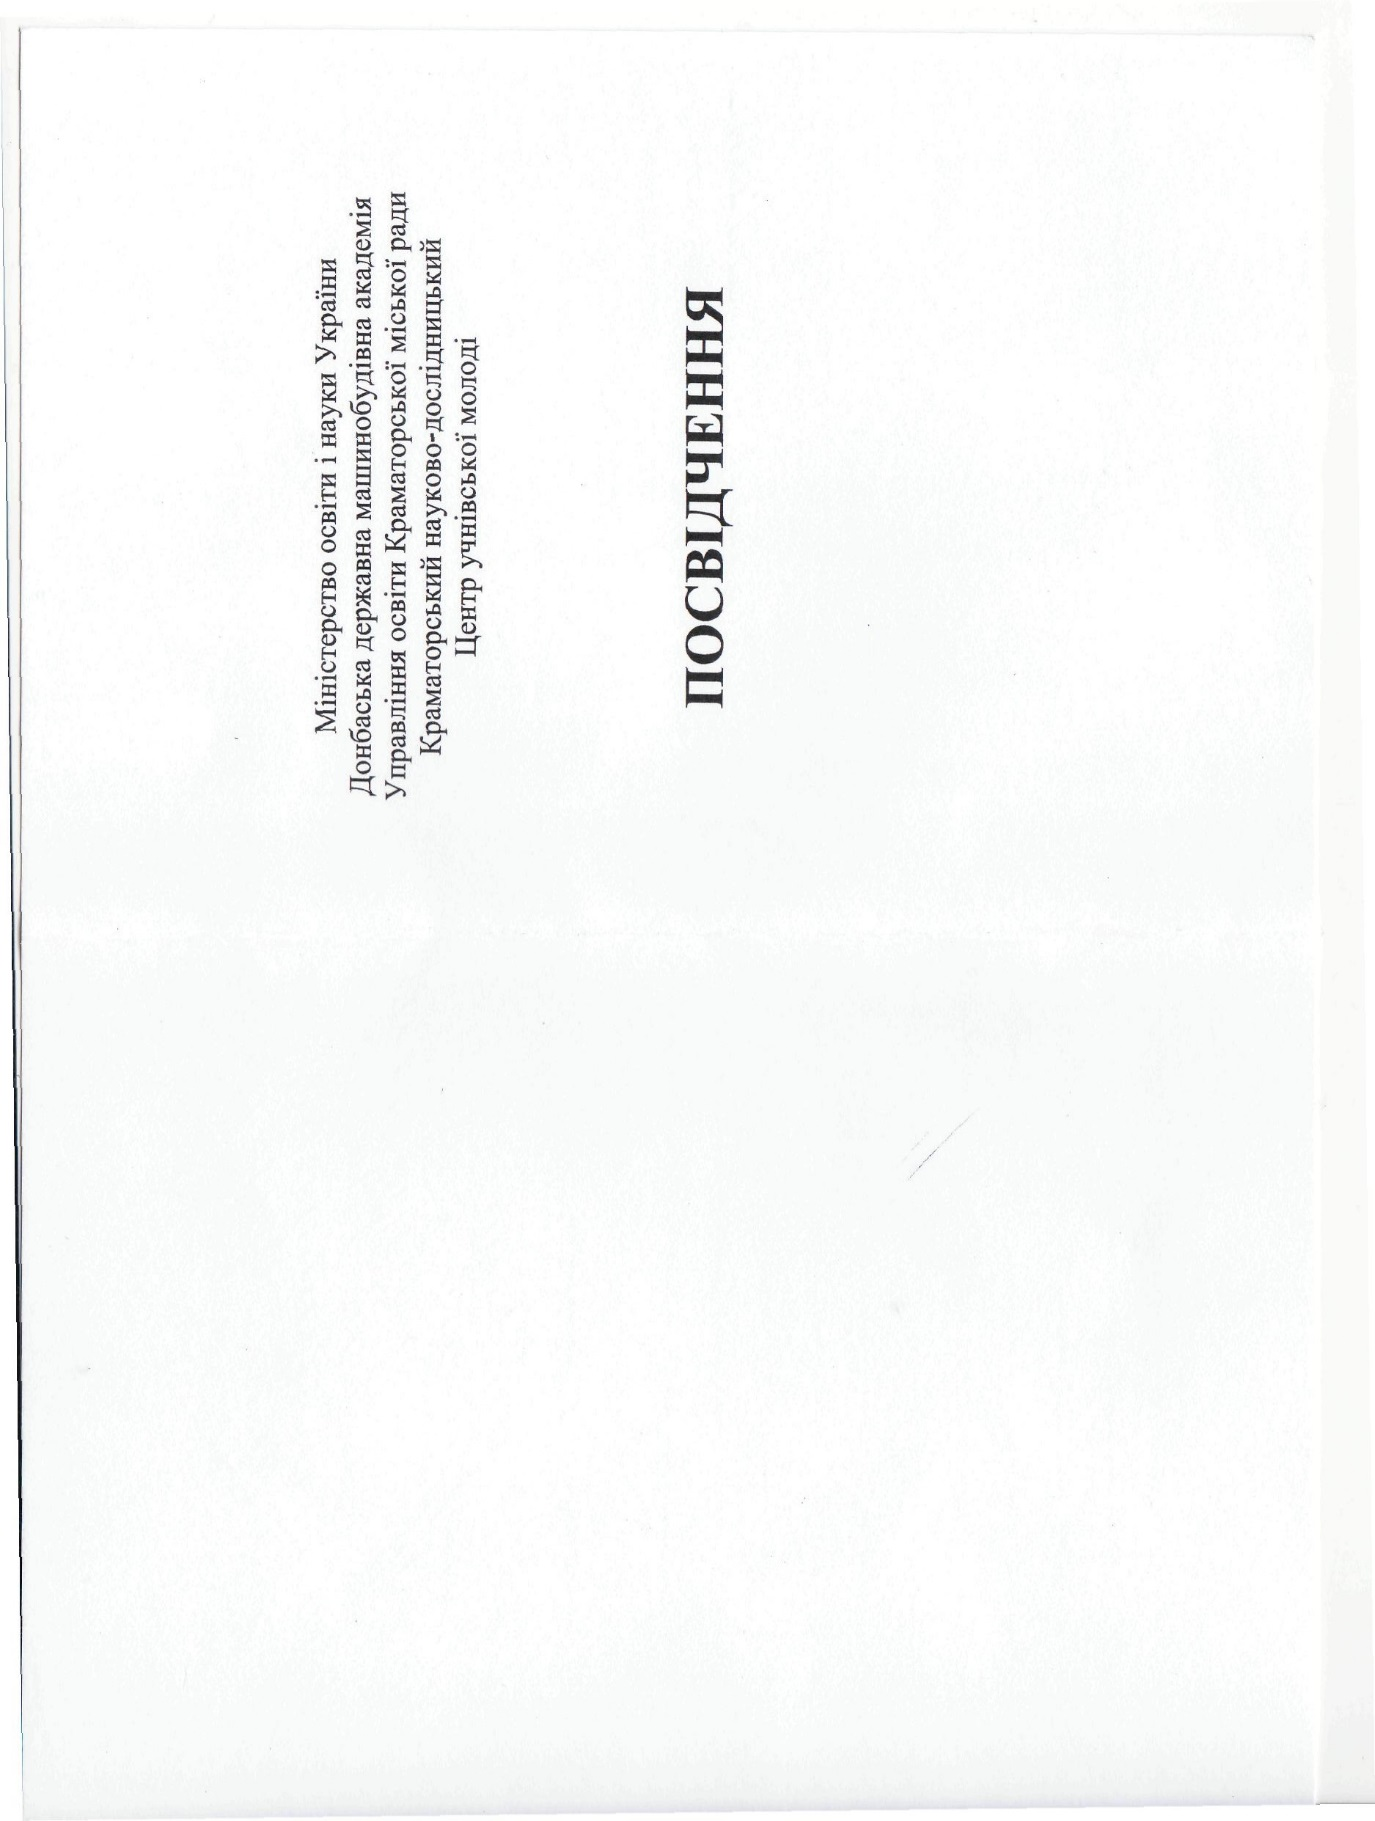 Міністерство освіти і науки України
Донбаська державна машинобудівна академія
Управління освіти Краматорської міської ради
Краматорський науково-дослідницький
Центр учнівської молоді
ПОСВІДЧЕННЯ